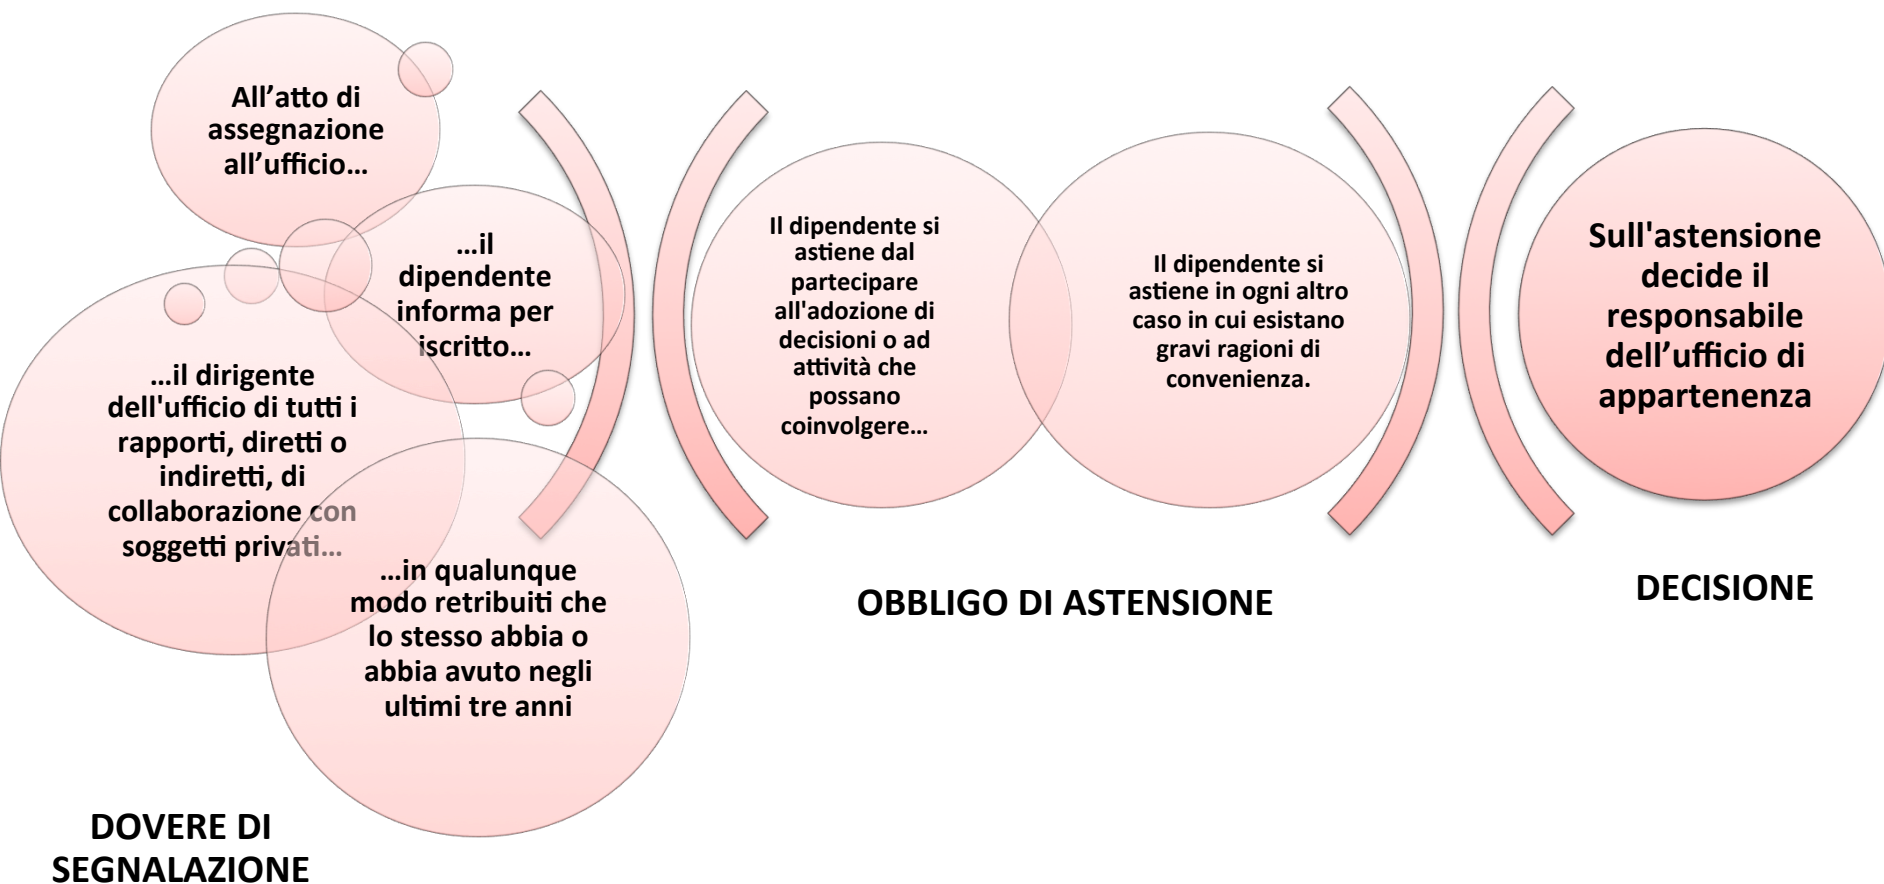 All’atto di
assegnazione
all’ufficio…
…il
dipendente
informa per
iscritto…
…il dirigente
dell'ufficio di tutti i
rapporti, diretti o
indiretti, di
collaborazione con
soggetti privati…
…in qualunque
modo retribuiti che
lo stesso abbia o
abbia avuto negli
ultimi tre anni
DOVERE DI
SEGNALAZIONE
Il dipendente si
astiene dal
partecipare
all'adozione di
decisioni o ad
attività che
possano
coinvolgere…
Il dipendente si
astiene in ogni altro
caso in cui esistano
gravi ragioni di
convenienza.
OBBLIGO DI ASTENSIONE
Sull'astensione
decide il
responsabile
dell’ufficio di
appartenenza
DECISIONE